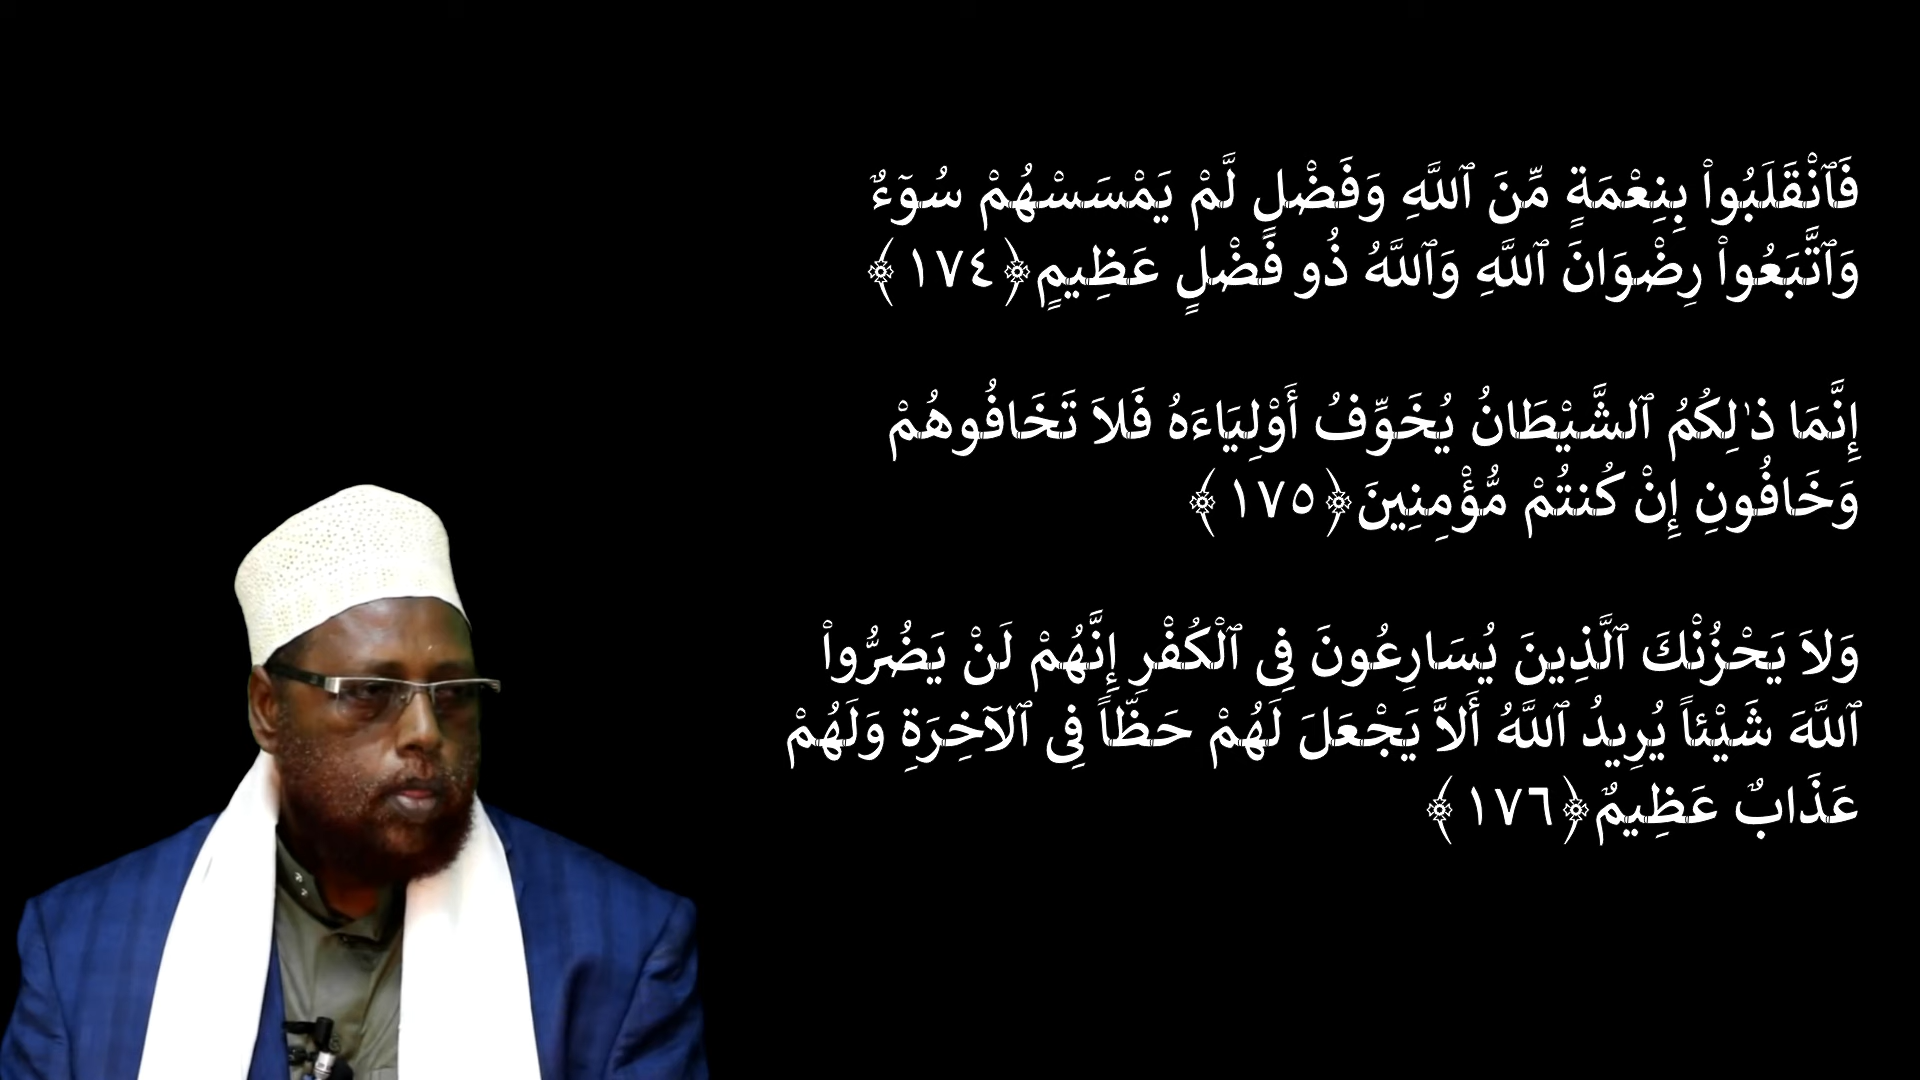 فَٱنْقَلَبُواْ بِنِعْمَةٍ مِّنَ ٱللَّهِ وَفَضْلٍ لَّمْ يَمْسَسْهُمْ سُوۤءٌ
وَٱتَّبَعُواْ رِضْوَانَ ٱللَّهِ وَٱللَّهُ ذُو فَضْلٍ عَظِيمٍ ﴿١٧٤﴾
إِنَّمَا ذٰلِكُمُ ٱلشَّيْطَانُ يُخَوِّفُ أَوْلِيَاءَهُ فَلاَ تَخَافُوهُمْ
وَخَافُونِ إِنْ كُنتُمْ مُّؤْمِنِينَ ﴿١٧٥﴾
وَلاَ يَحْزُنْكَ ٱلَّذِينَ يُسَارِعُونَ فِى ٱلْكُفْرِ إِنَّهُمْ لَنْ يَضُرُّواْ
ٱللَّهَ شَيْئاً يُرِيدُ ٱللَّهُ أَلاَّ يَجْعَلَ لَهُمْ حَظّاً فِى ٱلآخِرَةِ وَلَهُمْ
عَذَابٌ عَظِيمٌ ﴿١٧٦﴾